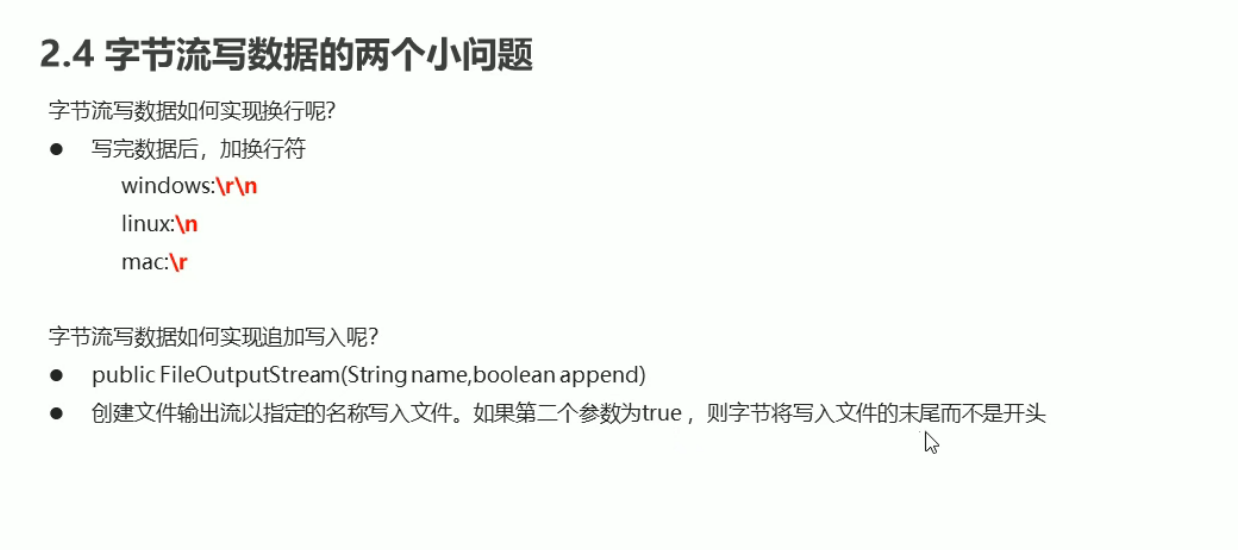 2.4 字节流写数据的两个小问题
字节流写数据如何实现换行呢?
● 写完数据后，加换行符
windows:\r\n
linux:\n
mac:\r
字节流写数据如何实现追加写入呢?
● public FileOutputStream(String name,boolean append)
● 创建文件输出流以指定的名称写入文件。如果第二个参数为true ，则字节将写入文件的末尾而不是开头